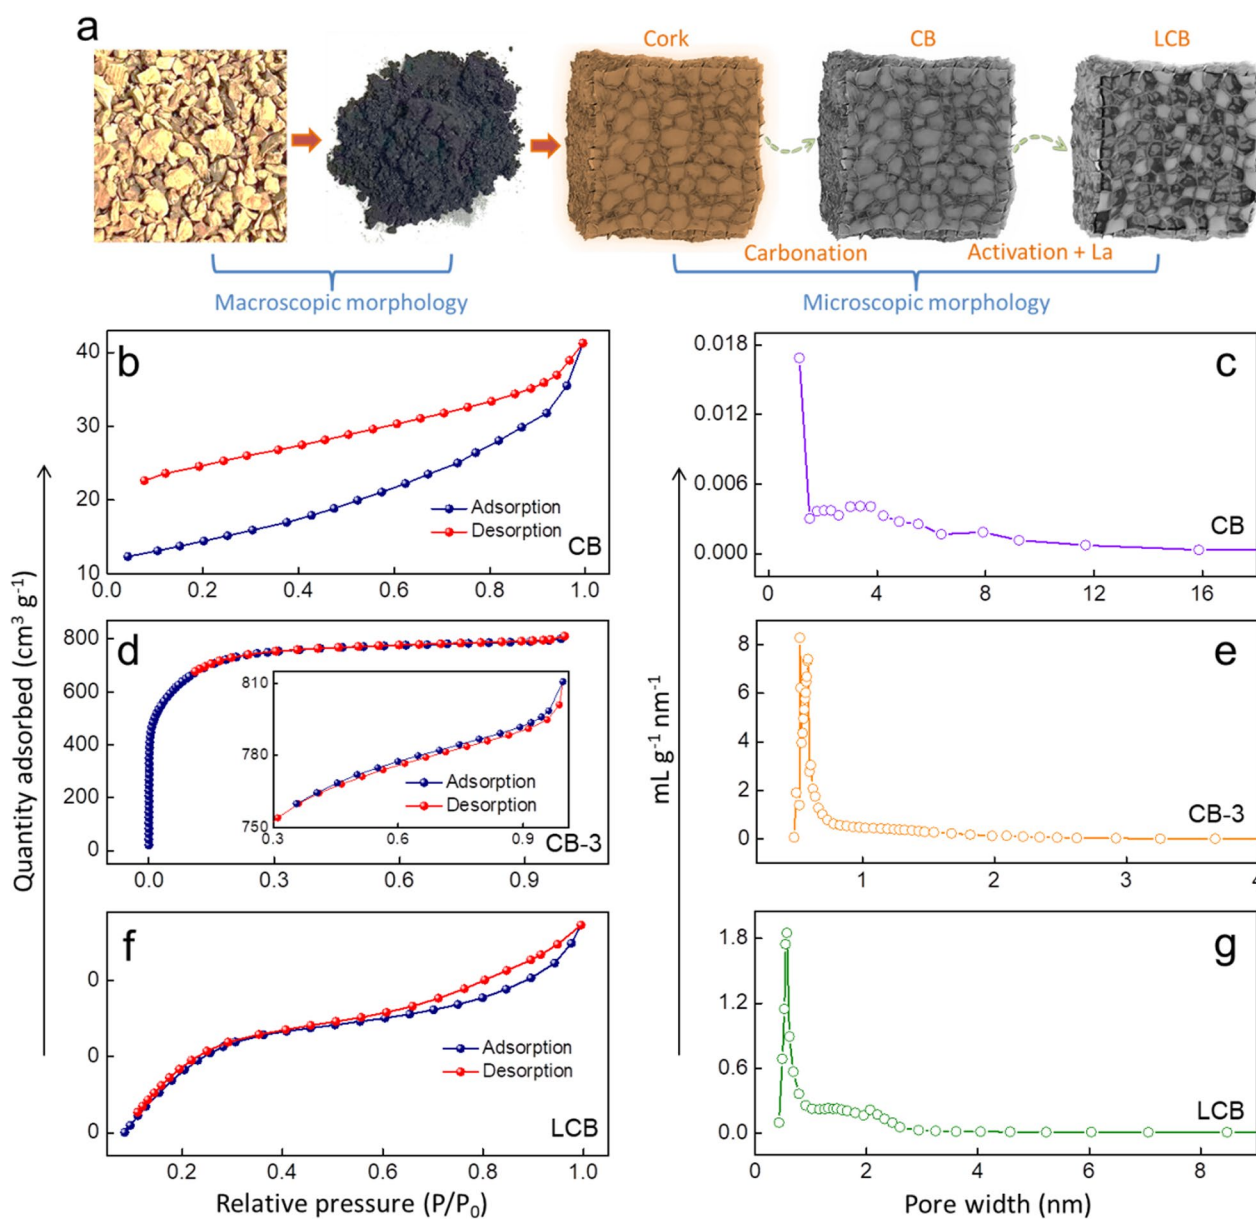 a
Cork
CB
LCB
Carbonation
Activation + La
Macroscopic morphology
Microscopic morphology
Quantity adsorbed (cm³ g⁻¹)
b
40
30
20
10
0.0 0.2 0.4 0.6 0.8 1.0
Adsorption
Desorption
CB
mL g⁻¹ nm⁻¹
c
0.018
0.012
0.006
0.000
0 4 8 12 16
CB
d
800
600
400
200
0
0.0 0.3 0.6 0.9
810
780
750
0.3 0.6 0.9
Adsorption
Desorption
CB-3
e
8
6
4
2
0
1 2 3 4
CB-3
f
0
0
0
0.2 0.4 0.6 0.8 1.0
Adsorption
Desorption
LCB
Relative pressure (P/P₀)
g
1.8
1.2
0.6
0.0
0 2 4 6 8
LCB
Pore width (nm)